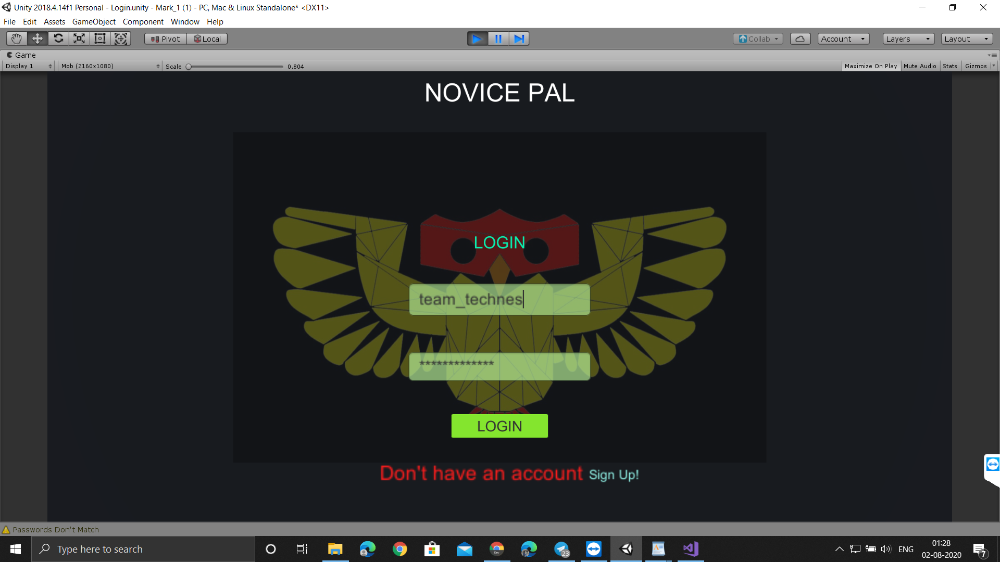 Unity 2018.4.14f1 Personal - Login.unity - Mark_1 (1) - PC, Mac & Linux Standalone* <DX11>
File Edit Assets GameObject Component Window Help
Pivot Local Collab Account Layers Layout
Game
Display 1 Mob (2160x1080) Scale 0.804 Maximize On Play Mute Audio Stats Gizmos
NOVICE PAL
LOGIN
team_technes
*************
LOGIN
Don't have an account Sign Up!
Passwords Don't Match
Type here to search
Dev
23
ENG
01:28
02-08-2020
7